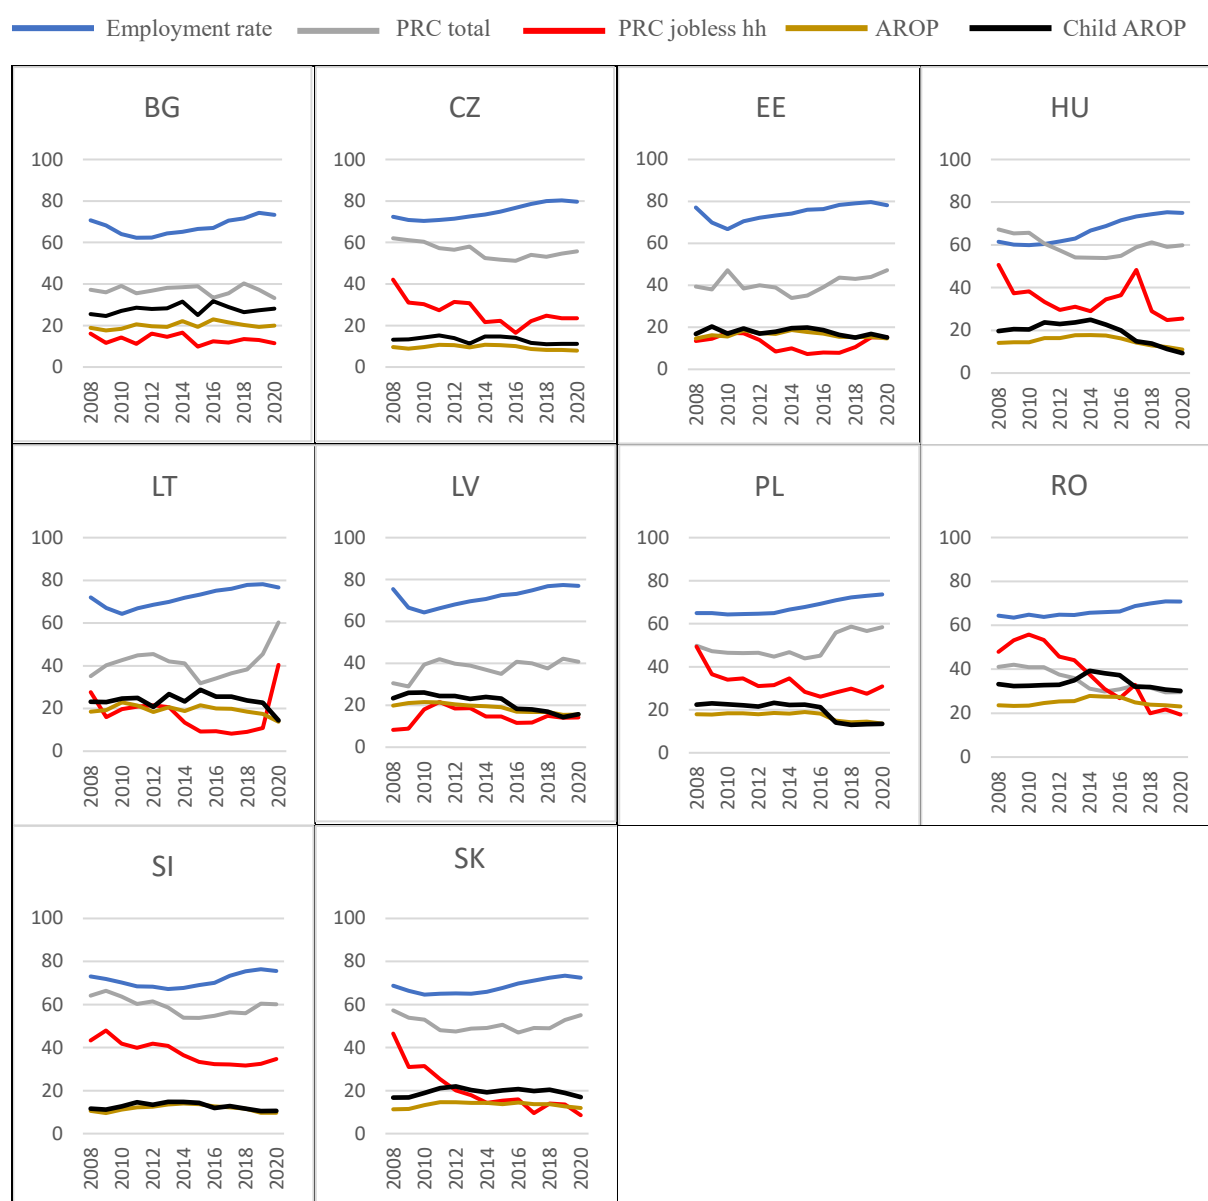 Employment rate PRC total PRC jobless hh AROP Child AROP
BG CZ EE HU
100 100 100 100
80 80 80 80
60 60 60 60
40 40 40 40
20 20 20 20
0 0 0 0
2008 2010 2012 2014 2016 2018 2020 2008 2010 2012 2014 2016 2018 2020 2008 2010 2012 2014 2016 2018 2020 2008 2010 2012 2014 2016 2018 2020
LT LV PL RO
100 100 100 100
80 80 80 80
60 60 60 60
40 40 40 40
20 20 20 20
0 0 0 0
2008 2010 2012 2014 2016 2018 2020 2008 2010 2012 2014 2016 2018 2020 2008 2010 2012 2014 2016 2018 2020 2008 2010 2012 2014 2016 2018 2020
SI SK
100 100
80 80
60 60
40 40
20 20
0 0
2008 2010 2012 2014 2016 2018 2020 2008 2010 2012 2014 2016 2018 2020